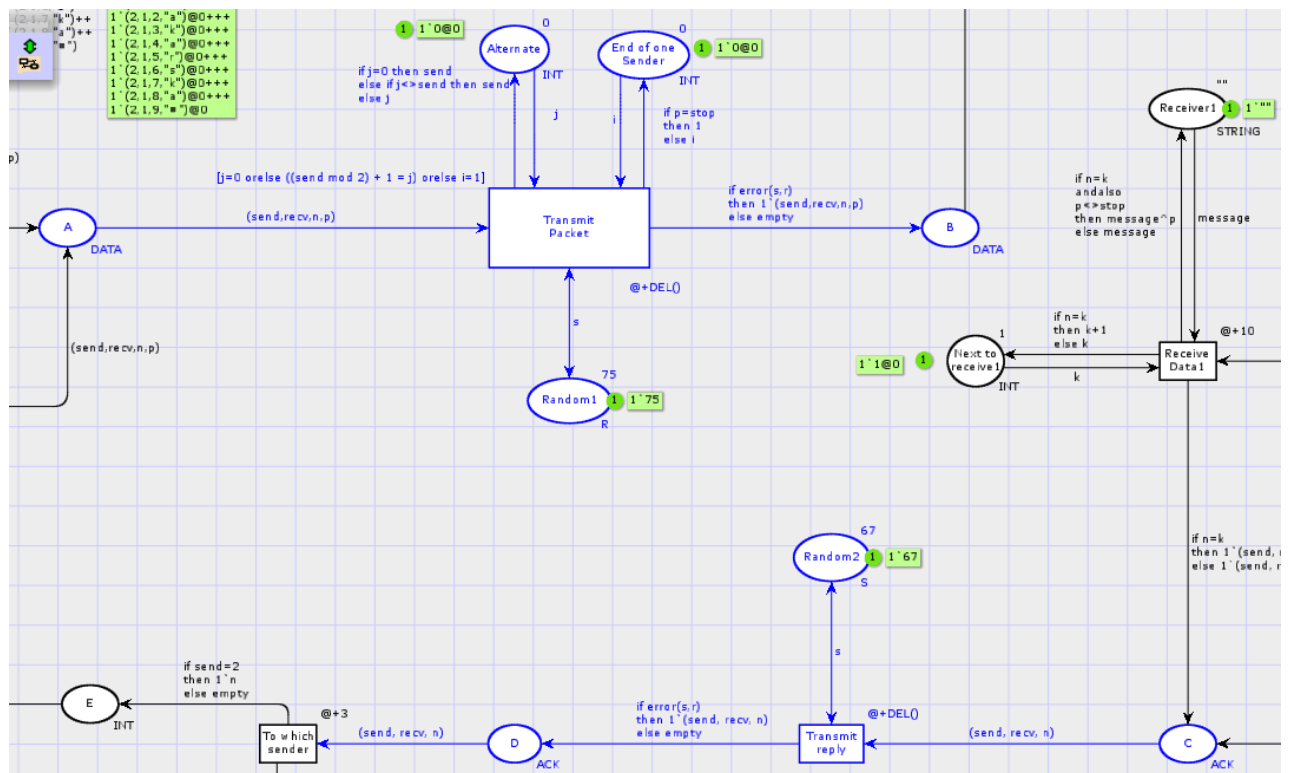 (2,1,7,"k")++
"a")++
"≡")
1`(2,1,2,"a")@0+++
1`(2,1,3,"k")@0+++
1`(2,1,4,"a")@0+++
1`(2,1,5,"r")@0+++
1`(2,1,6,"s")@0+++
1`(2,1,7,"k")@0+++
1`(2,1,8,"a")@0+++
1`(2,1,9,"≡")@0
1
1`0@0
0
Alternate
INT
0
End of one
Sender
INT
1
1`0@0
if j=0 then send
else if j<>send then send
else j
j
i
if p=stop
then 1
else i
""
Receiver1
1
1`""
STRING
p)
[j=0 orelse ((send mod 2) + 1 = j) orelse i=1]
A
DATA
(send,recv,n,p)
Transmit
Packet
@+DEL()
if error(s,r)
then 1`(send,recv,n,p)
else empty
B
DATA
if n=k
andalso
p<>stop
then message^p
else message
message
s
(send,recv,n,p)
75
Random1
1
1`75
R
1`1@0
1
1
Next to
receive1
INT
if n=k
then k+1
else k
k
@+10
Receive
Data1
67
Random2
1
1`67
S
s
if n=k
then 1`(send,
else 1`(send, r
E
INT
if send=2
then 1`n
else empty
@+3
To which
sender
(send, recv, n)
D
ACK
if error(s,r)
then 1`(send, recv, n)
else empty
@+DEL()
Transmit
reply
(send, recv, n)
C
ACK